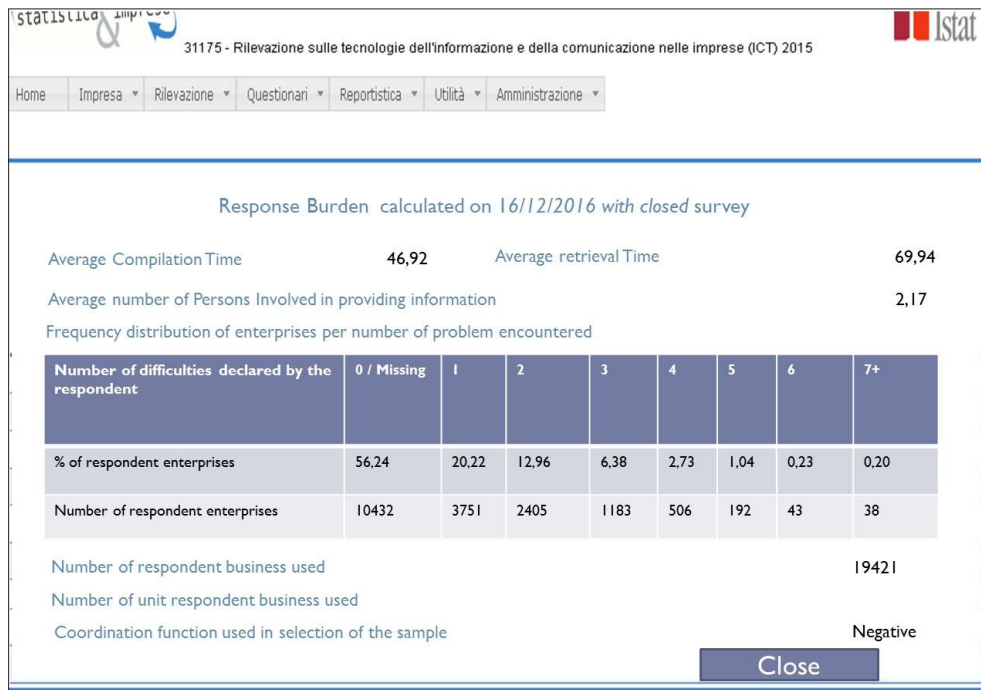 statistica & imprese
Istat
31175 - Rilevazione sulle tecnologie dell'informazione e della comunicazione nelle imprese (ICT) 2015
Home Impresa Rilevazione Questionari Reportistica Utilità Amministrazione
Response Burden calculated on 16/12/2016 with closed survey
Average Compilation Time 46,92 Average retrieval Time 69,94
Average number of Persons Involved in providing information 2,17
Frequency distribution of enterprises per number of problem encountered
Number of difficulties declared by the 0 / Missing 1 2 3 4 5 6 7+
respondent
% of respondent enterprises 56,24 20,22 12,96 6,38 2,73 1,04 0,23 0,20
Number of respondent enterprises 10432 3751 2405 1183 506 192 43 38
Number of respondent business used 19421
Number of unit respondent business used
Coordination function used in selection of the sample Negative
Close